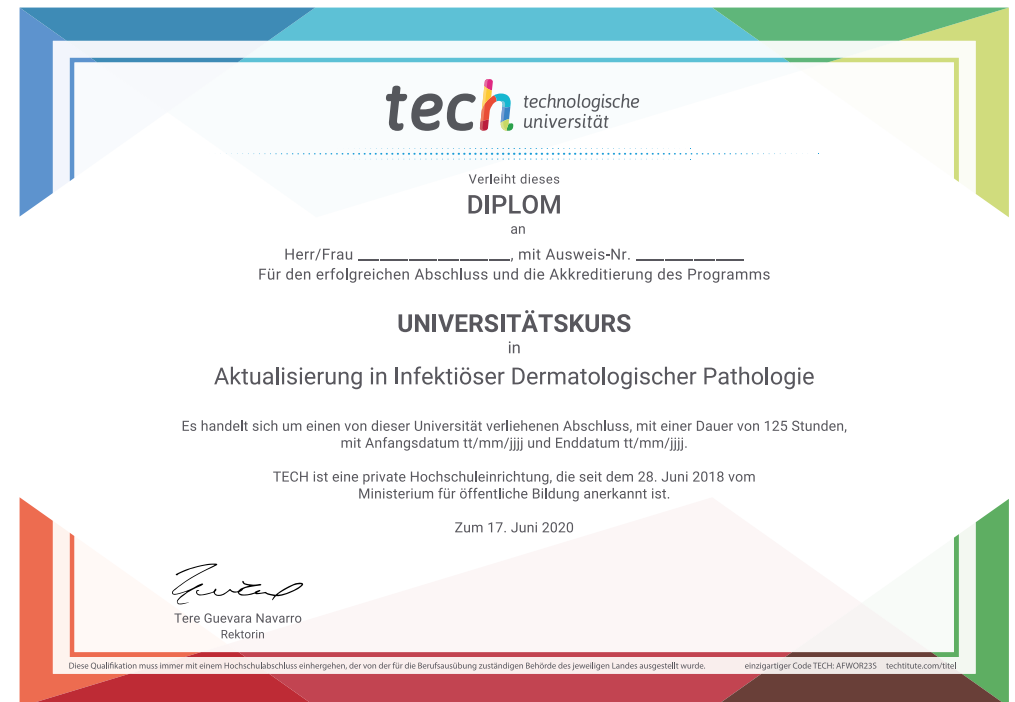 tech technologische
universität
Verleiht dieses
DIPLOM
an
Herr/Frau ____________________, mit Ausweis-Nr. ______________
Für den erfolgreichen Abschluss und die Akkreditierung des Programms
UNIVERSITÄTSKURS
in
Aktualisierung in Infektiöser Dermatologischer Pathologie
Es handelt sich um einen von dieser Universität verliehenen Abschluss, mit einer Dauer von 125 Stunden,
mit Anfangsdatum tt/mm/jjjj und Enddatum tt/mm/jjjj.
TECH ist eine private Hochschuleinrichtung, die seit dem 28. Juni 2018 vom
Ministerium für öffentliche Bildung anerkannt ist.
Zum 17. Juni 2020
Tere Guevara Navarro
Rektorin
Diese Qualifikation muss immer mit einem Hochschulabschluss einhergehen, der von der für die Berufsausübung zuständigen Behörde des jeweiligen Landes ausgestellt wurde. einzigartiger Code TECH: AFWOR23S techtitute.com/titel